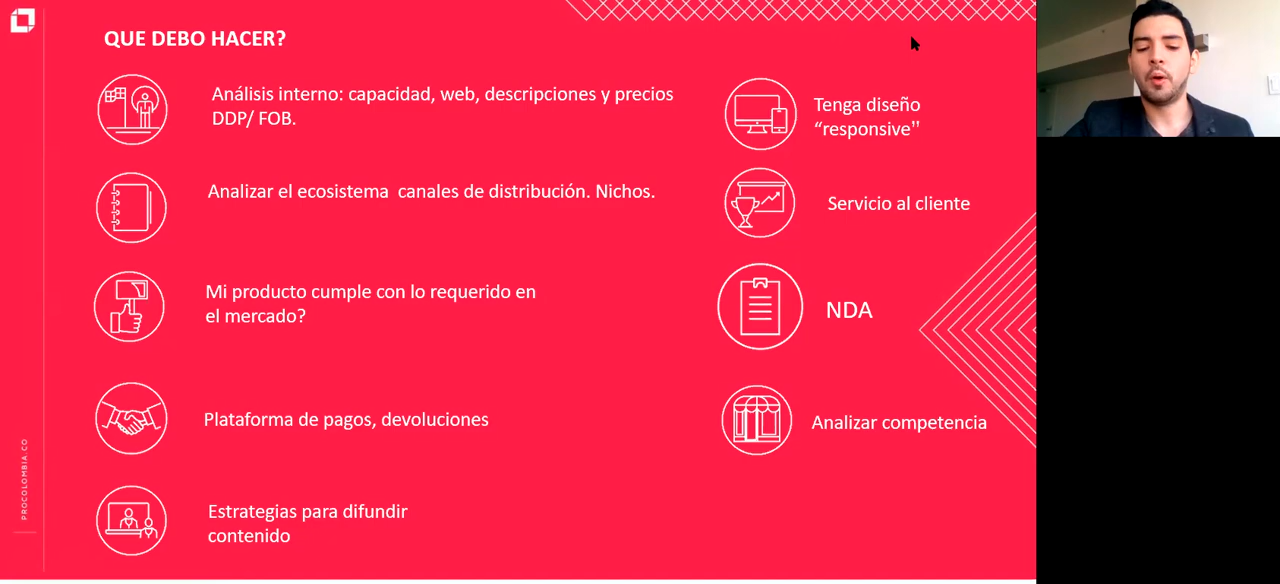 QUE DEBO HACER?
Análisis interno: capacidad, web, descripciones y precios
DDP/ FOB.
Analizar el ecosistema  canales de distribución. Nichos.
Mi producto cumple con lo requerido en
el mercado?
Plataforma de pagos, devoluciones
Estrategias para difundir
contenido
Tenga diseño
“responsive”
Servicio al cliente
NDA
Analizar competencia
PROCOLOMBIA.CO